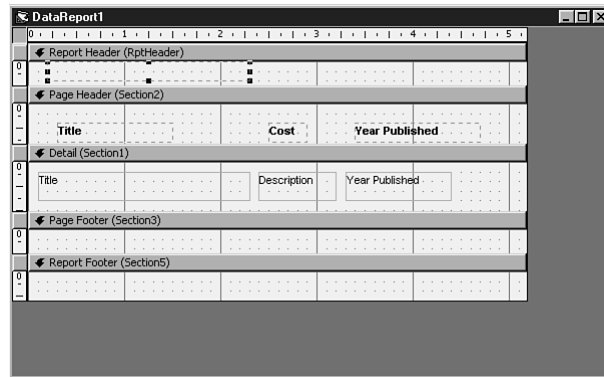 DataReport1
0 1 2 3 4 5
Report Header (RptHeader)
0
Page Header (Section2)
0
Title Cost Year Published
Detail (Section1)
0
Title Description Year Published
Page Footer (Section3)
0
Report Footer (Section5)
0